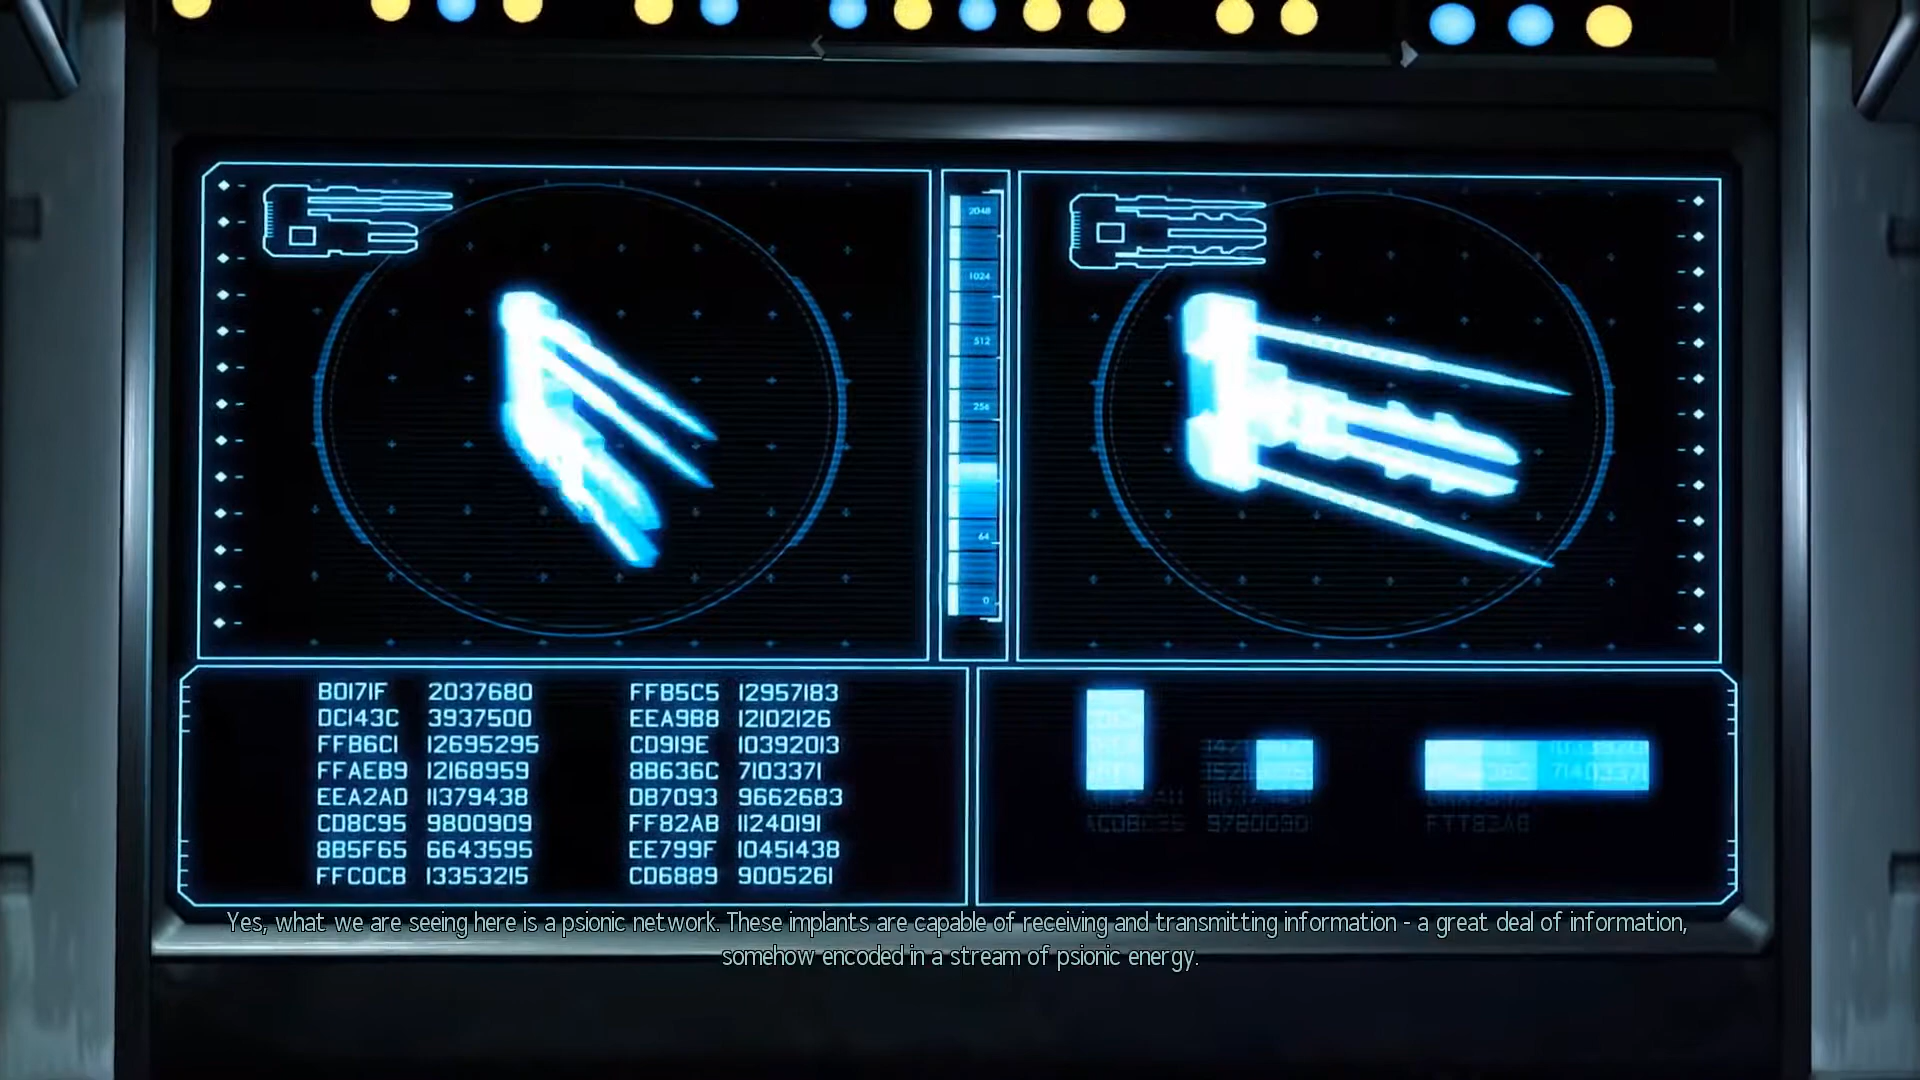 2048
1024
512
256
64
0
B0171F 2037680 FFB5C5 12957183
DC143C 3937500 EEA9B8 12102126
FFB6C1 12695295 CD919E 10392013
FFAEB9 12168959 8B636C 7103371
EEA2AD 11379438 DB7093 9662683
CD8C95 9800909 FF82AB 11240191
8B5F65 6643595 EE799F 10451438
FFC0CB 13353215 CD6889 9005261
Yes, what we are seeing here is a psionic network. These implants are capable of receiving and transmitting information - a great deal of information,
somehow encoded in a stream of psionic energy.